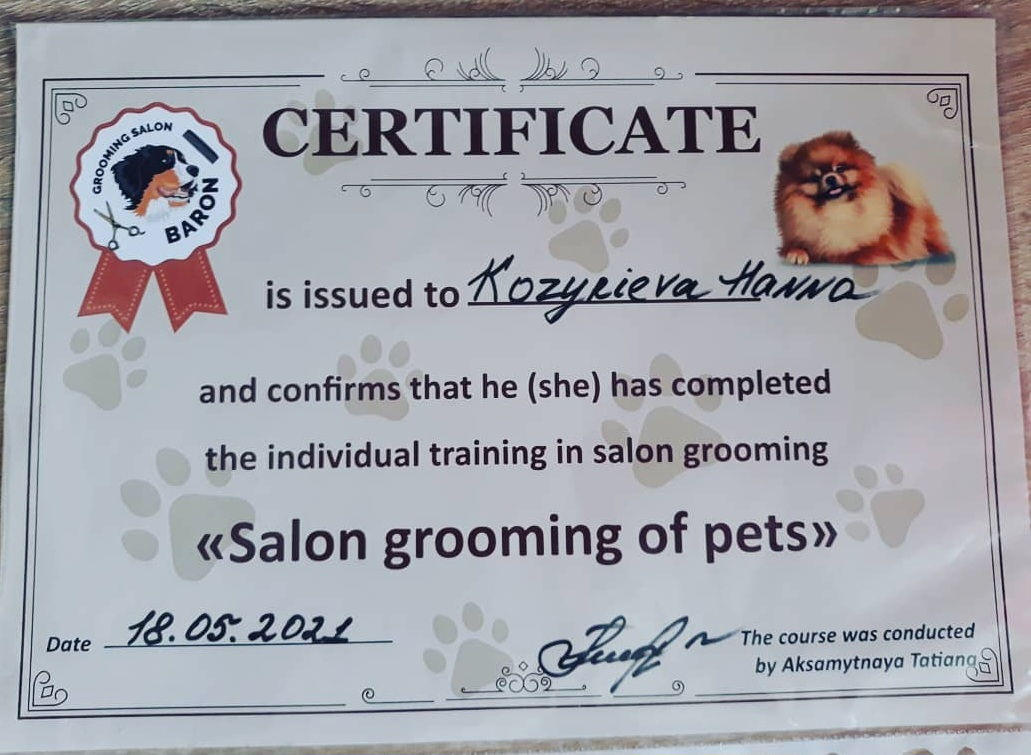 CERTIFICATE
GROOMING SALON
BARON
is issued to Kozyrieva Hanna
and confirms that he (she) has completed
the individual training in salon grooming
«Salon grooming of pets»
Date 18.05.2021
The course was conducted
by Aksamytnaya Tatiana